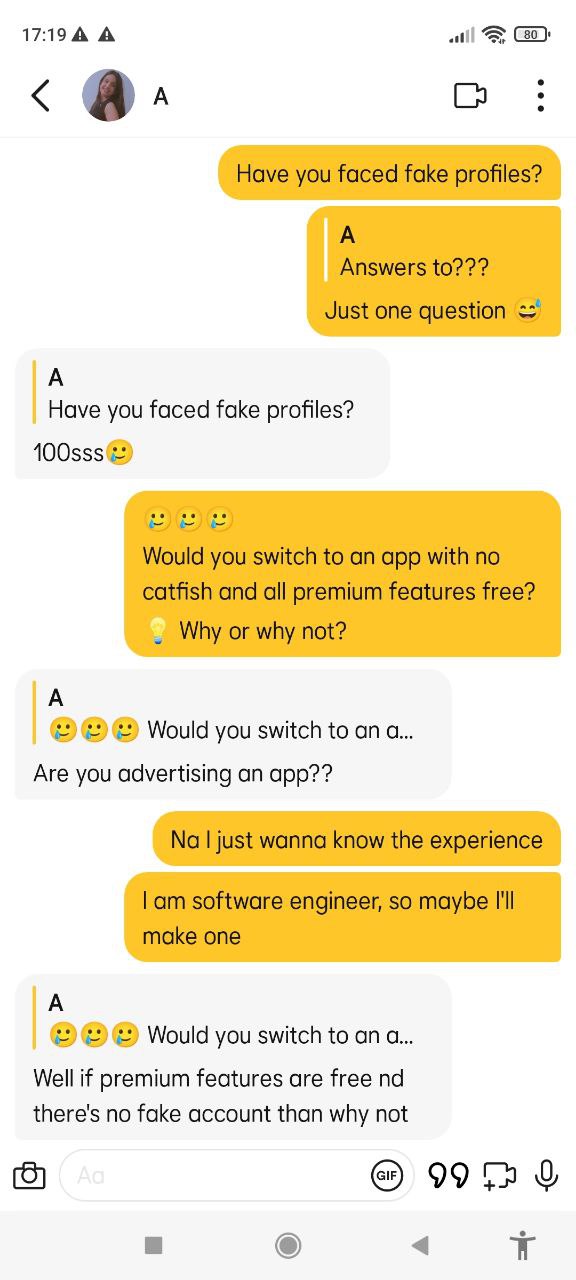 17:19
80
A
Have you faced fake profiles?
A
Answers to???
Just one question 😅
A
Have you faced fake profiles?
100sss🥲
🥲🥲🥲
Would you switch to an app with no
catfish and all premium features free?
💡 Why or why not?
A
🥲🥲🥲 Would you switch to an a...
Are you advertising an app??
Na I just wanna know the experience
I am software engineer, so maybe I'll
make one
A
🥲🥲🥲 Would you switch to an a...
Well if premium features are free nd
there's no fake account than why not
Aa
GIF